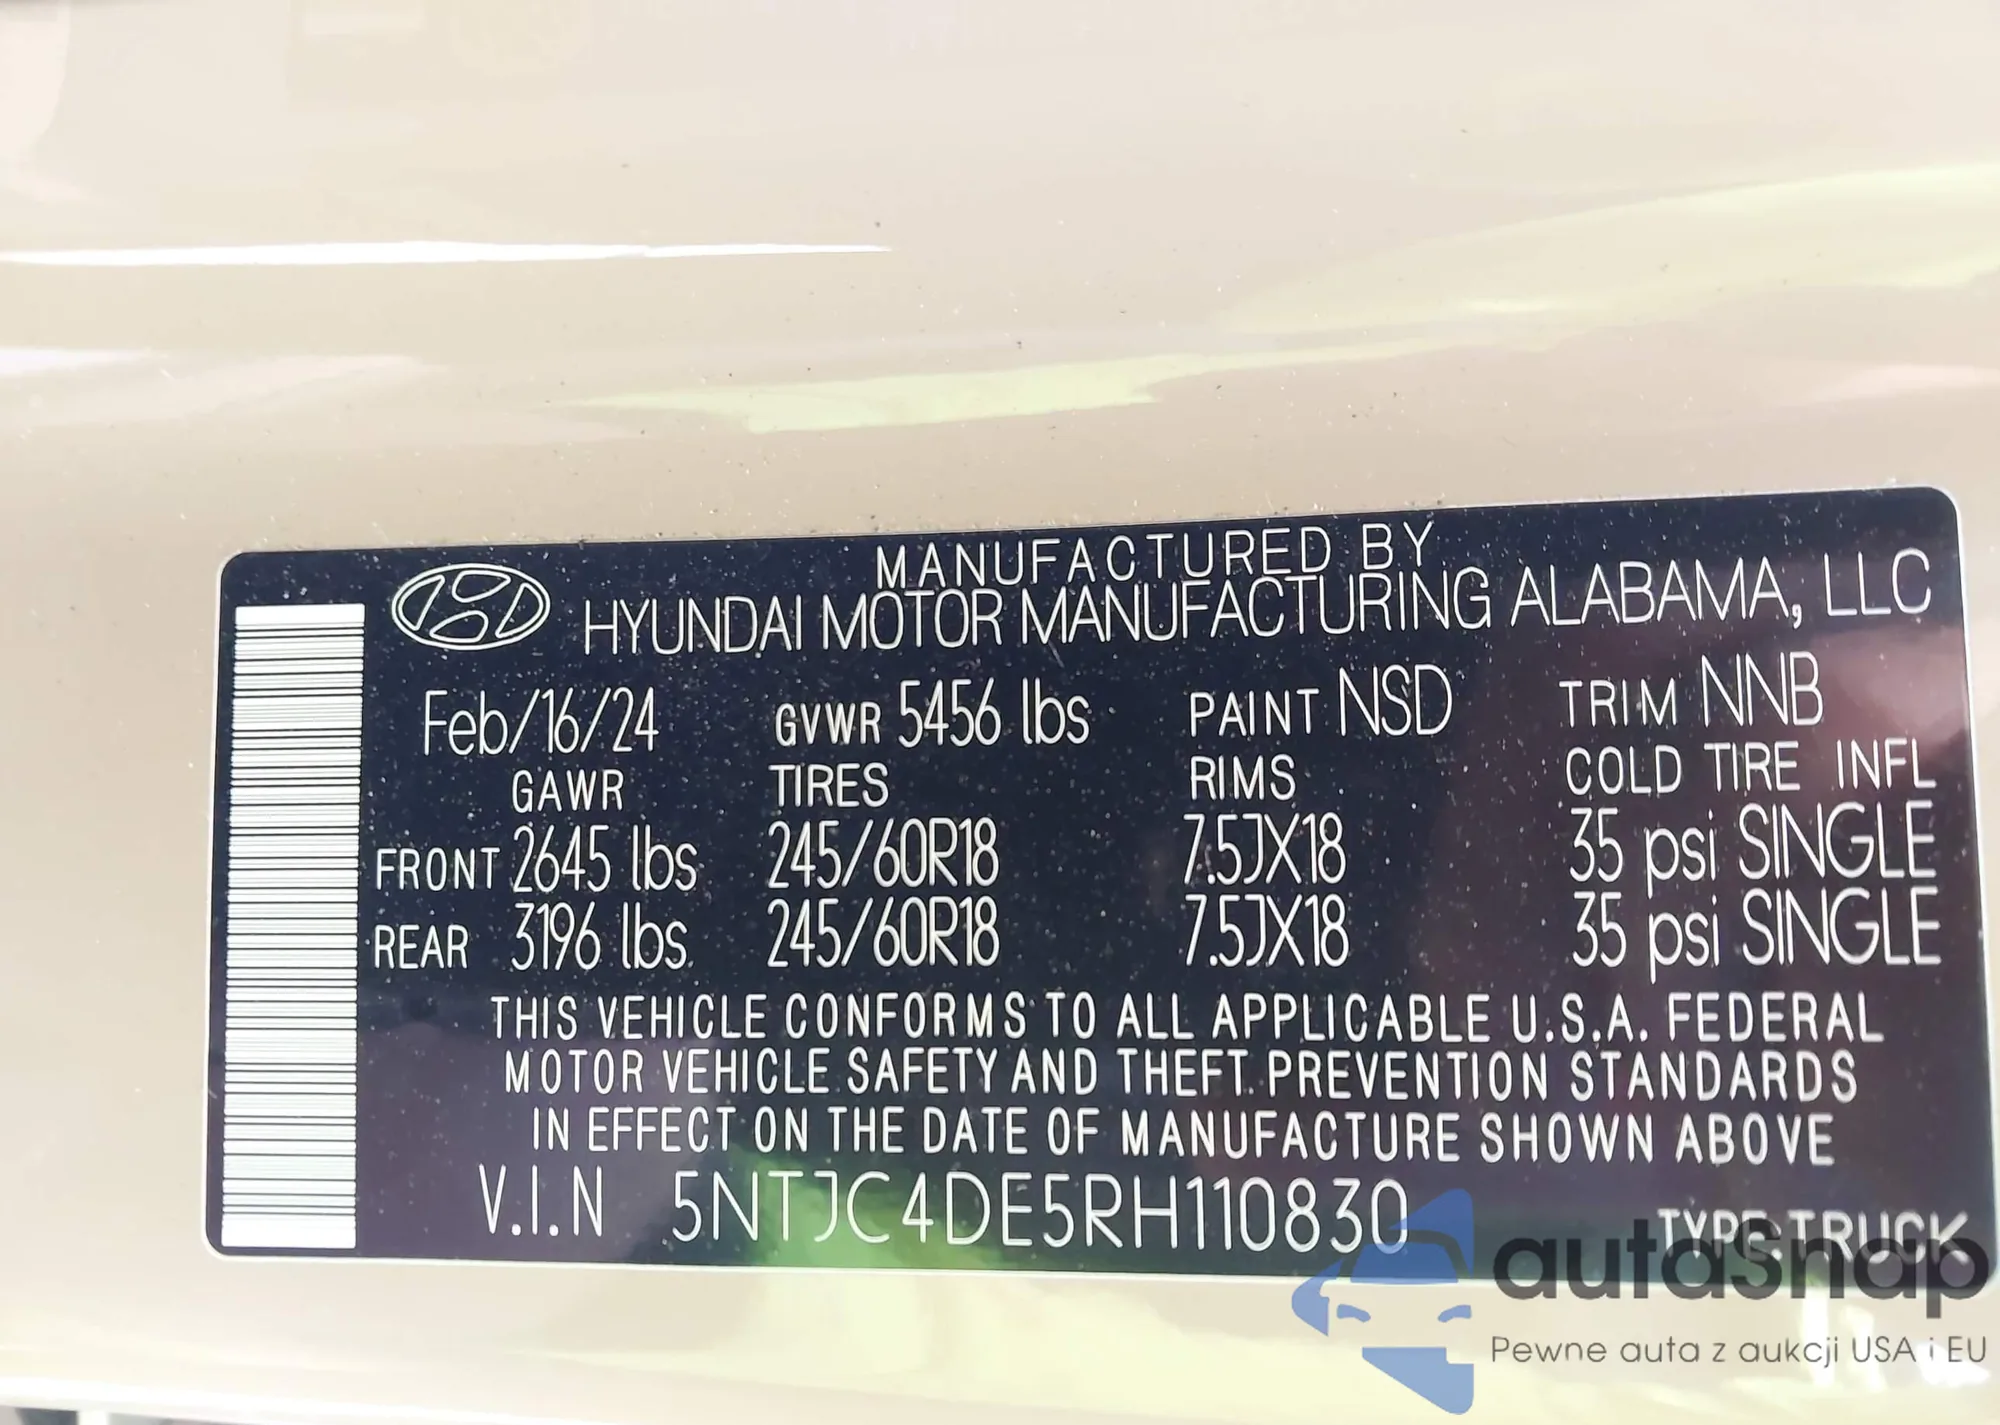 MANUFACTURED BY
HYUNDAI MOTOR MANUFACTURING ALABAMA, LLC
Feb/16/24 GVWR 5456 lbs PAINT NSD TRIM NNB
GAWR TIRES RIMS COLD TIRE INFL
FRONT 2645 lbs 245/60R18 7.5JX18 35 psi SINGLE
REAR 3196 lbs 245/60R18 7.5JX18 35 psi SINGLE
THIS VEHICLE CONFORMS TO ALL APPLICABLE U.S.A. FEDERAL
MOTOR VEHICLE SAFETY AND THEFT PREVENTION STANDARDS
IN EFFECT ON THE DATE OF MANUFACTURE SHOWN ABOVE
V.I.N 5NTJC4DE5RH110830 TYPE:TRUCK
autaSnap
Pewne auta z aukcji USA i EU